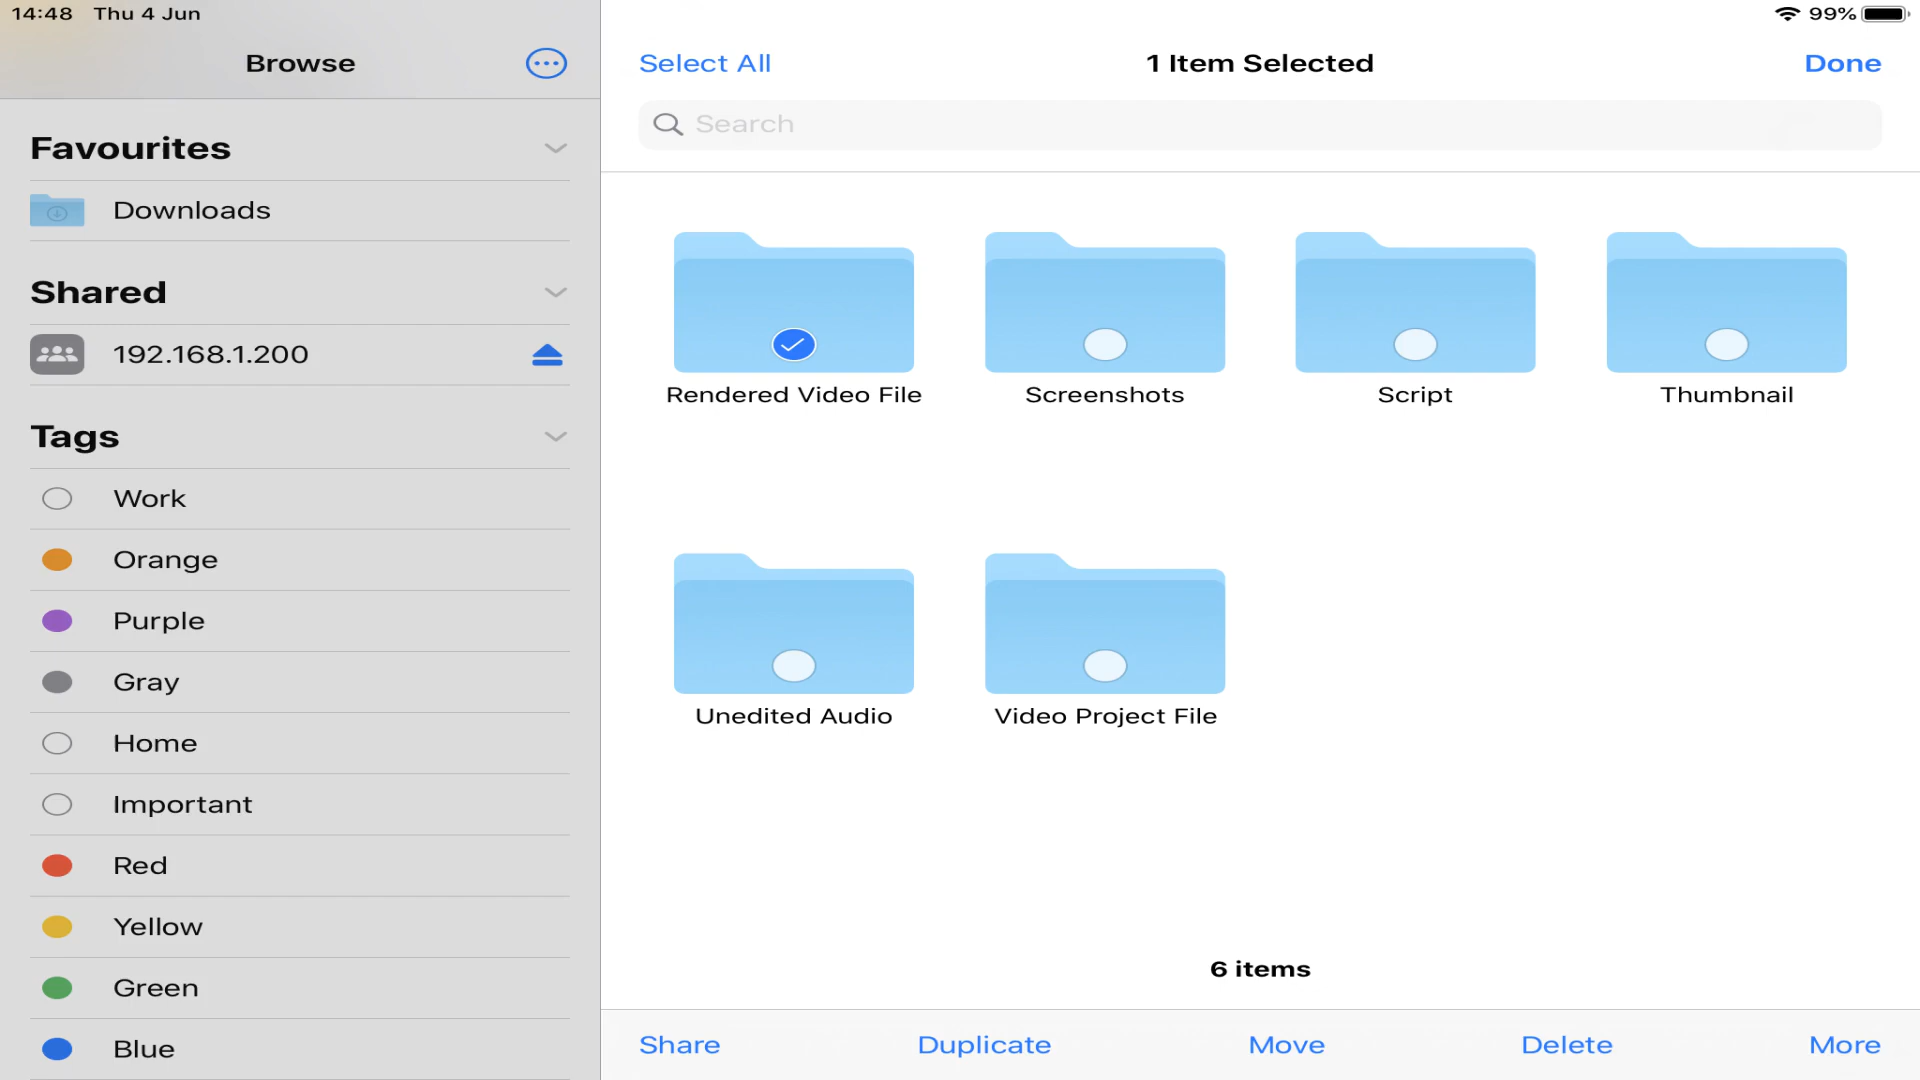 14:48 Thu 4 Jun
99%
Browse
Select All
1 Item Selected
Done
Search
Favourites
Downloads
Shared
192.168.1.200
Tags
Work
Orange
Purple
Gray
Home
Important
Red
Yellow
Green
Blue
Rendered Video File
Screenshots
Script
Thumbnail
Unedited Audio
Video Project File
6 items
Share
Duplicate
Move
Delete
More